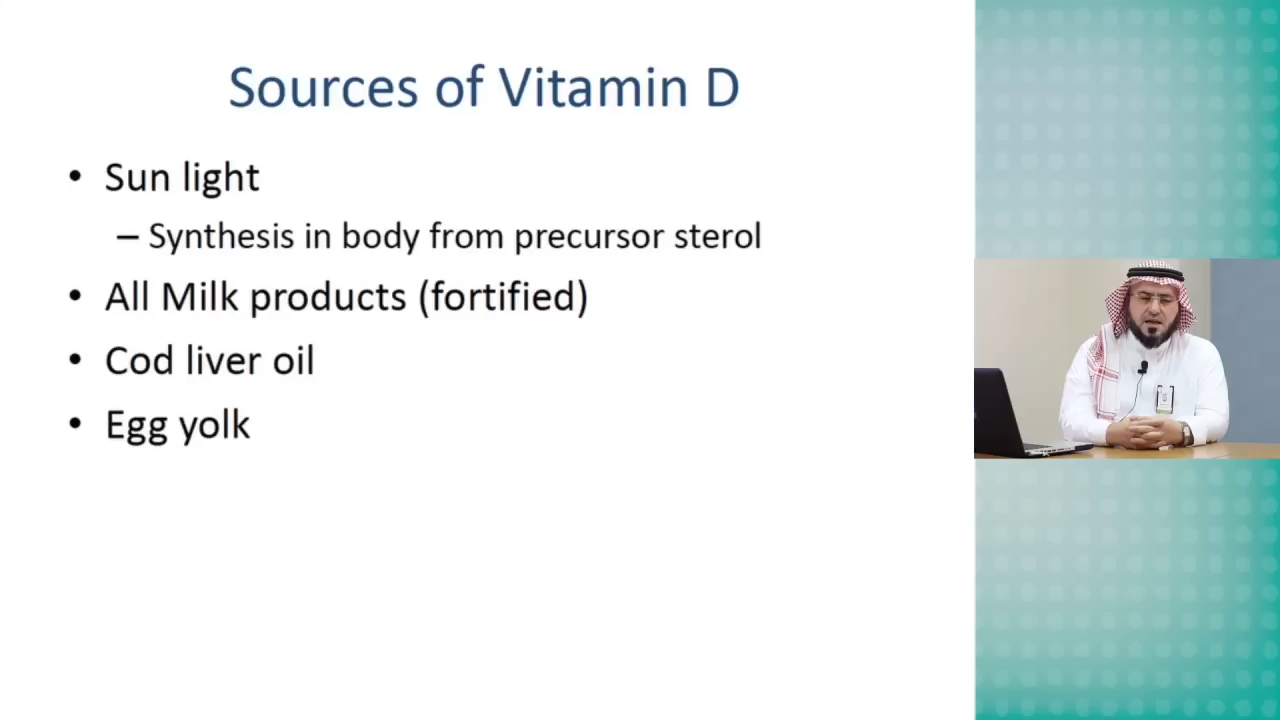 Sources of Vitamin D
• Sun light
– Synthesis in body from precursor sterol
• All Milk products (fortified)
• Cod liver oil
• Egg yolk